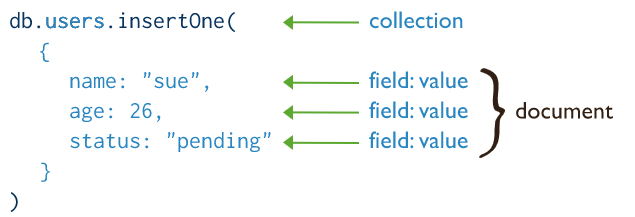 db.users.insertOne( collection
{
name: "sue", field: value
age: 26, field: value
status: "pending" field: value
} document
)